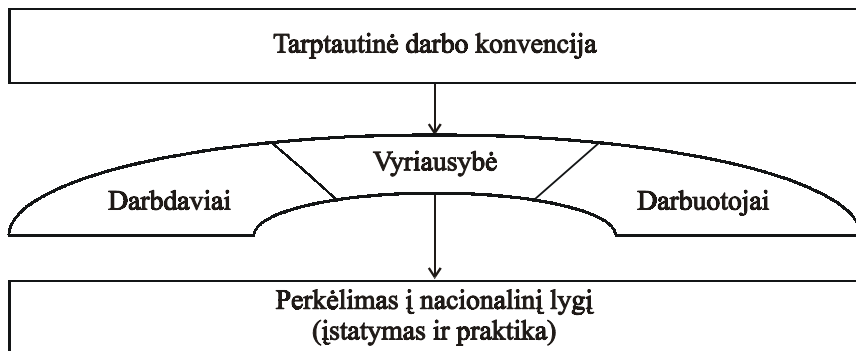 Tarptautinė darbo konvencija
Vyriausybė
Darbdaviai
Darbuotojai
Perkėlimas į nacionalinį lygį
(įstatymas ir praktika)